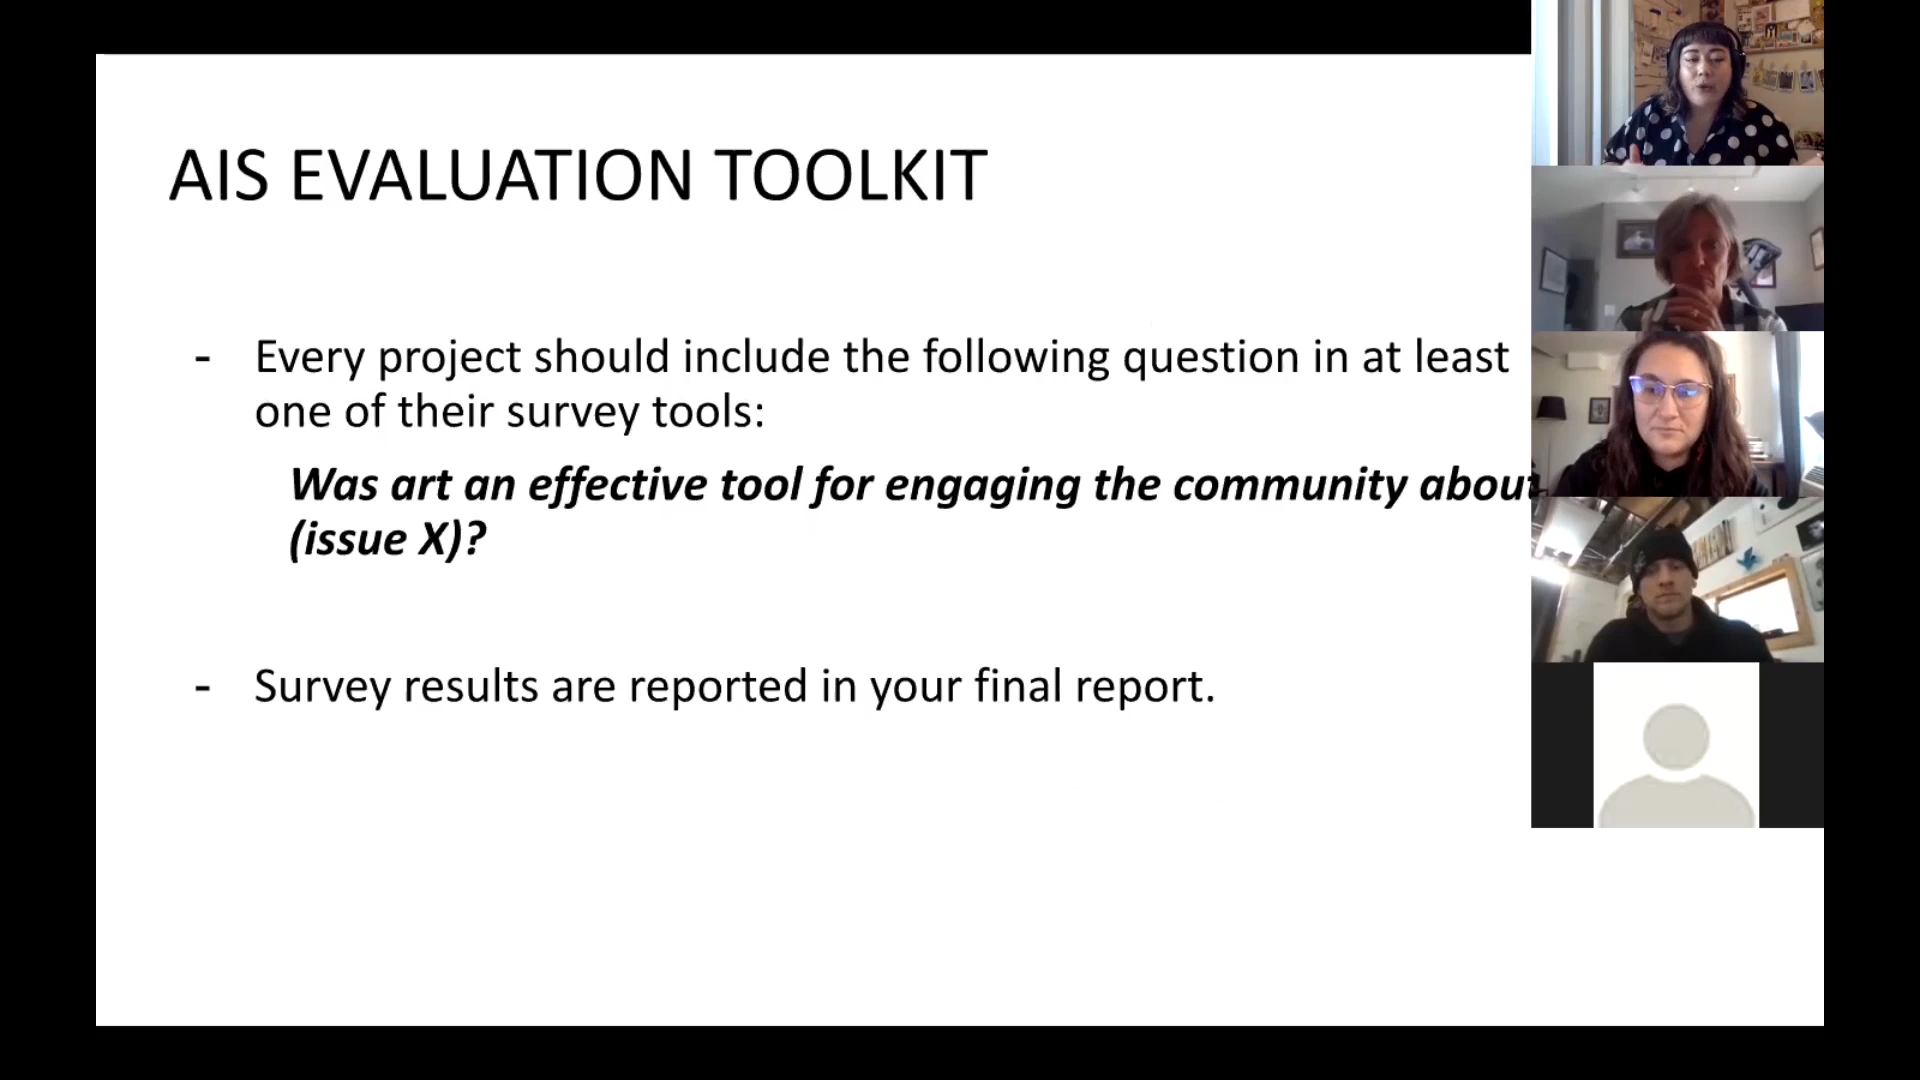 AIS EVALUATION TOOLKIT
- Every project should include the following question in at least
one of their survey tools:
Was art an effective tool for engaging the community about
(issue X)?
- Survey results are reported in your final report.